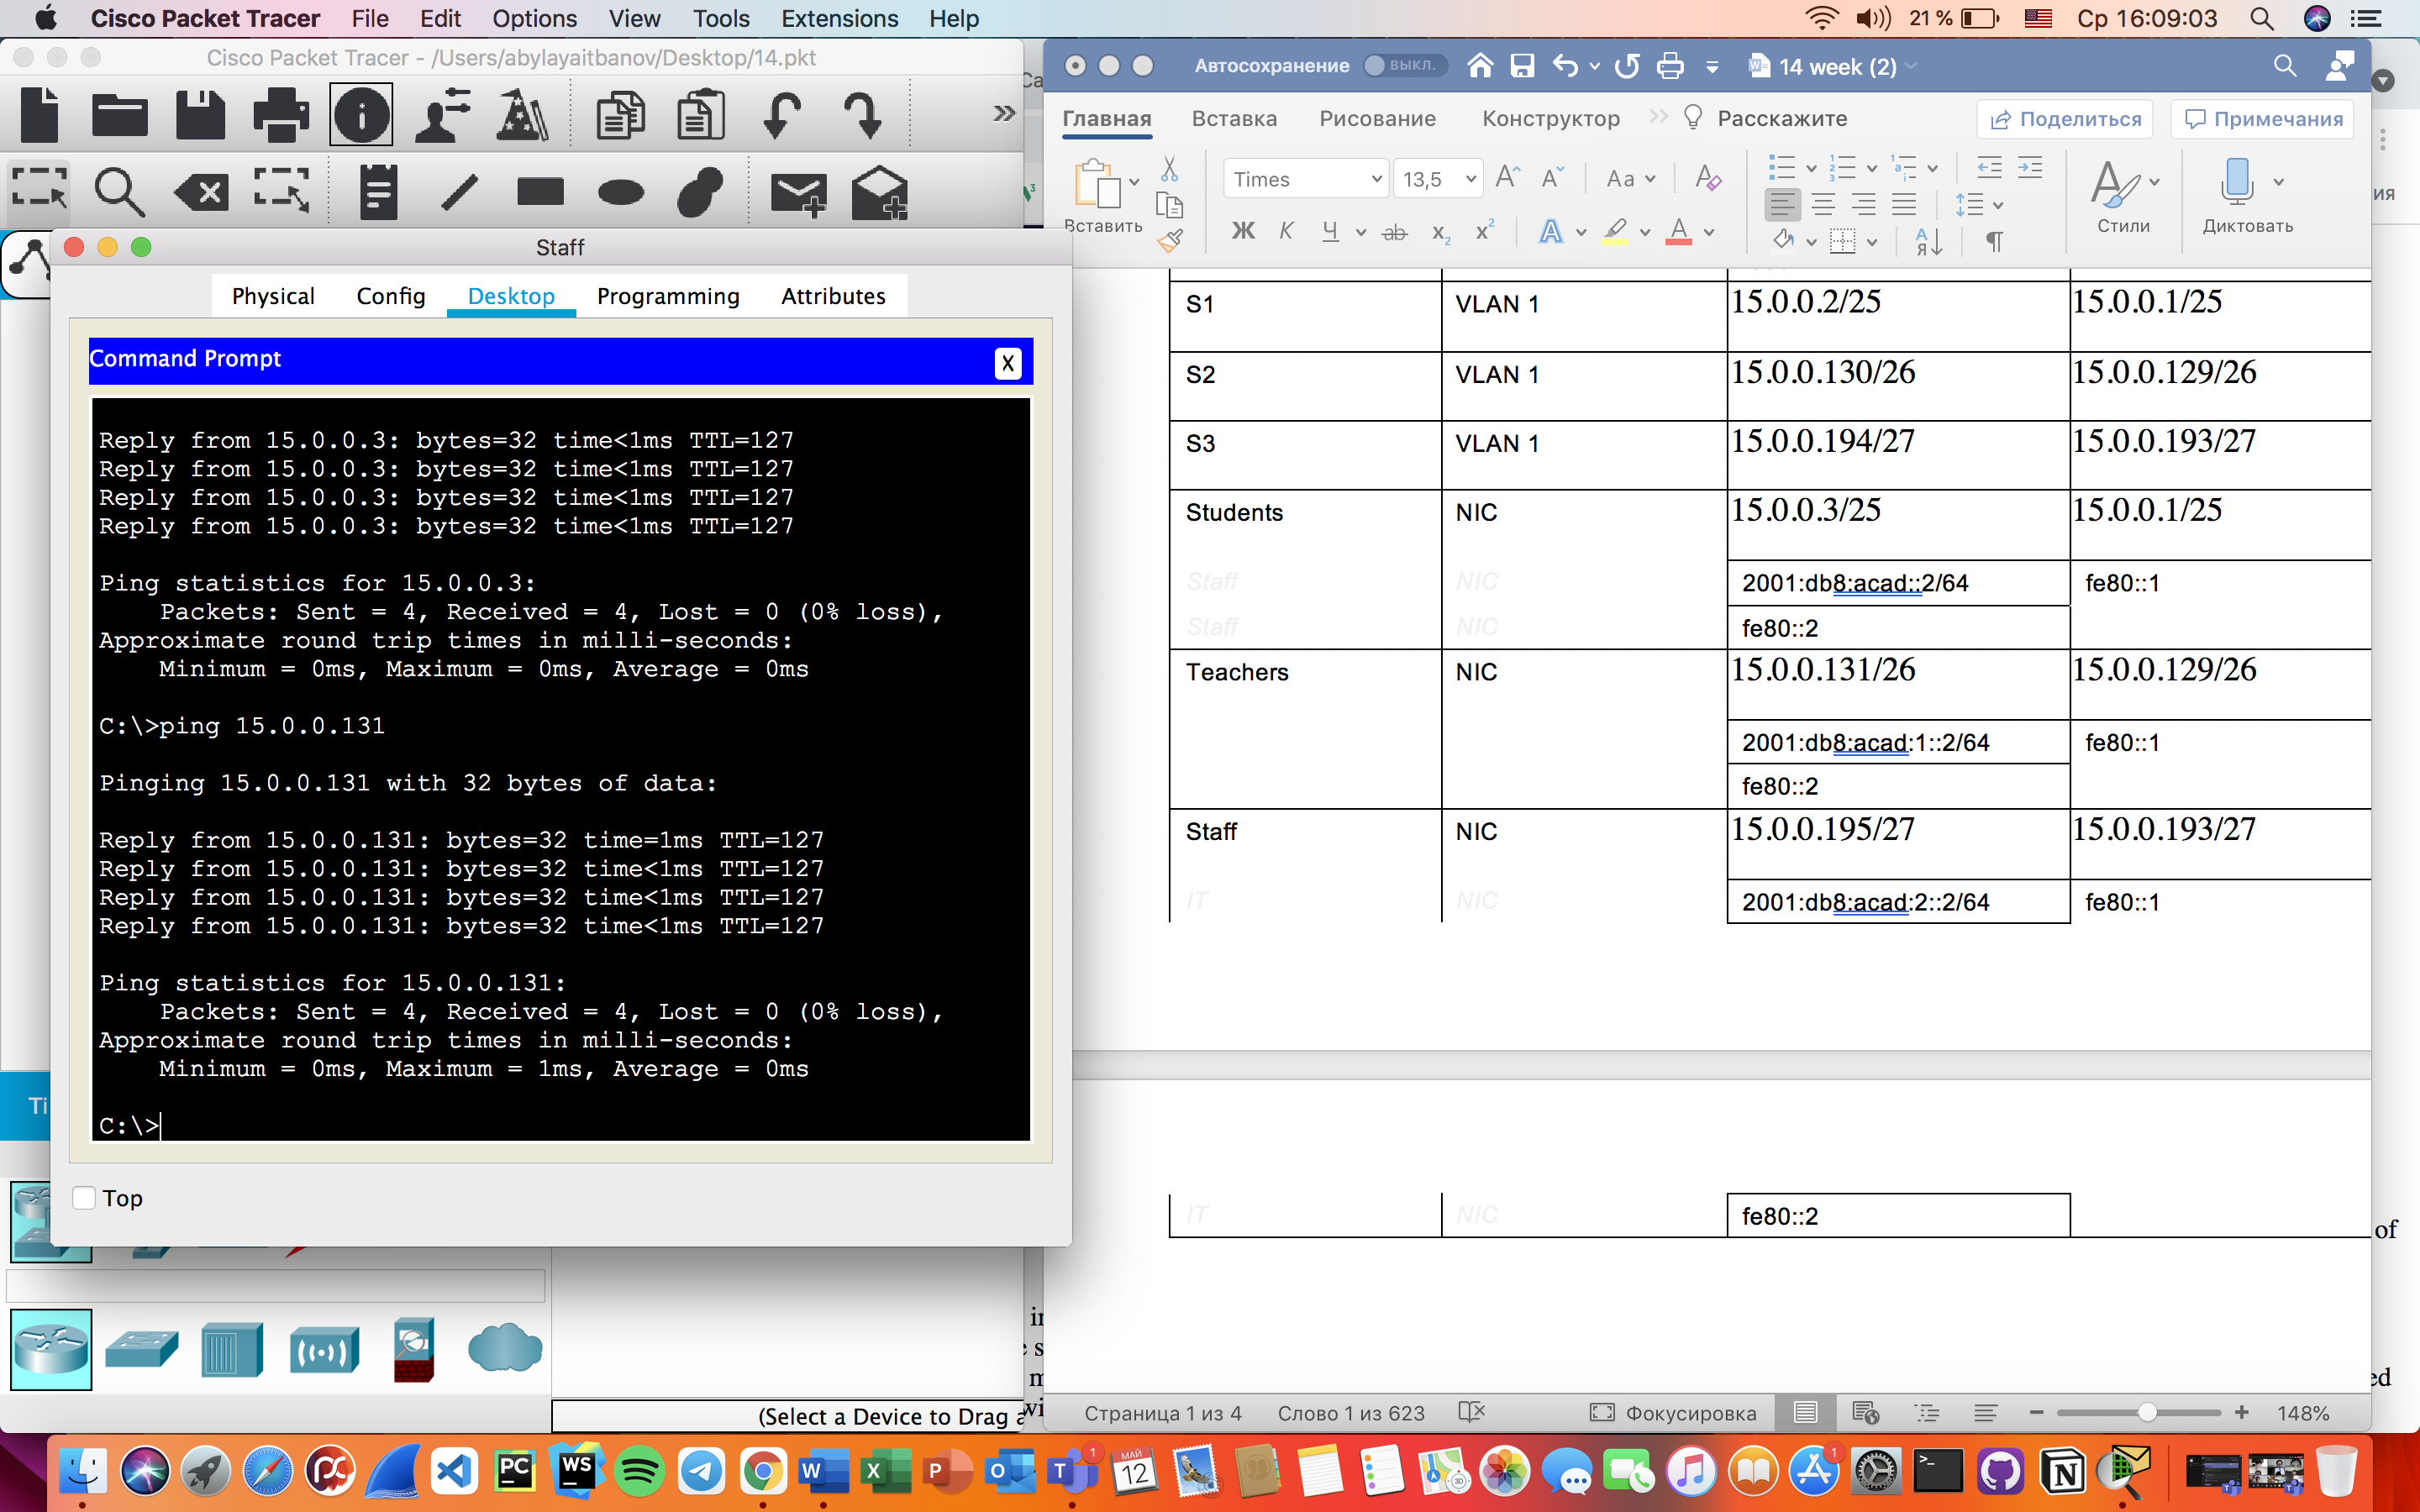 Cisco Packet Tracer File Edit Options View Tools Extensions Help
21 % Ср 16:09:03
Cisco Packet Tracer - /Users/abylayaitbanov/Desktop/14.pkt
Staff
Physical Config Desktop Programming Attributes
Command Prompt
X
Reply from 15.0.0.3: bytes=32 time<1ms TTL=127
Reply from 15.0.0.3: bytes=32 time<1ms TTL=127
Reply from 15.0.0.3: bytes=32 time<1ms TTL=127
Reply from 15.0.0.3: bytes=32 time<1ms TTL=127
Ping statistics for 15.0.0.3:
Packets: Sent = 4, Received = 4, Lost = 0 (0% loss),
Approximate round trip times in milli-seconds:
Minimum = 0ms, Maximum = 0ms, Average = 0ms
C:\>ping 15.0.0.131
Pinging 15.0.0.131 with 32 bytes of data:
Reply from 15.0.0.131: bytes=32 time=1ms TTL=127
Reply from 15.0.0.131: bytes=32 time<1ms TTL=127
Reply from 15.0.0.131: bytes=32 time<1ms TTL=127
Reply from 15.0.0.131: bytes=32 time<1ms TTL=127
Ping statistics for 15.0.0.131:
Packets: Sent = 4, Received = 4, Lost = 0 (0% loss),
Approximate round trip times in milli-seconds:
Minimum = 0ms, Maximum = 1ms, Average = 0ms
C:\>
Top
(Select a Device to Drag a
Автосохранение ВЫКЛ. 14 week (2)
Главная Вставка Рисование Конструктор Расскажите Поделиться Примечания
Вставить Times 13,5 Aa
Ж К Ч ab x2 x2 A A Стили Диктовать
S1 VLAN 1 15.0.0.2/25 15.0.0.1/25
S2 VLAN 1 15.0.0.130/26 15.0.0.129/26
S3 VLAN 1 15.0.0.194/27 15.0.0.193/27
Students NIC 15.0.0.3/25 15.0.0.1/25
Staff NIC 2001:db8:acad::2/64 fe80::1
Staff NIC fe80::2
Teachers NIC 15.0.0.131/26 15.0.0.129/26
2001:db8:acad:1::2/64 fe80::1
fe80::2
Staff NIC 15.0.0.195/27 15.0.0.193/27
IT NIC 2001:db8:acad:2::2/64 fe80::1
IT NIC fe80::2
of
Страница 1 из 4 Слово 1 из 623 Фокусировка 148%
PC WS W X P O T 1 МАЙ 12 3D 1 N